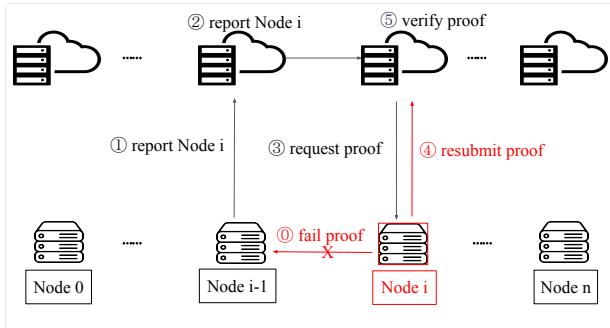 ② report Node i
⑤ verify proof
...... ...... 
① report Node i
③ request proof
④ resubmit proof
⓪ fail proof
X
...... ......
Node 0
Node i-1
Node i
Node n